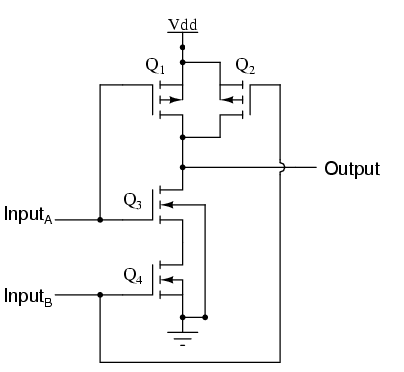 Vdd
Q1 Q2
Output
Q3
InputA
Q4
InputB